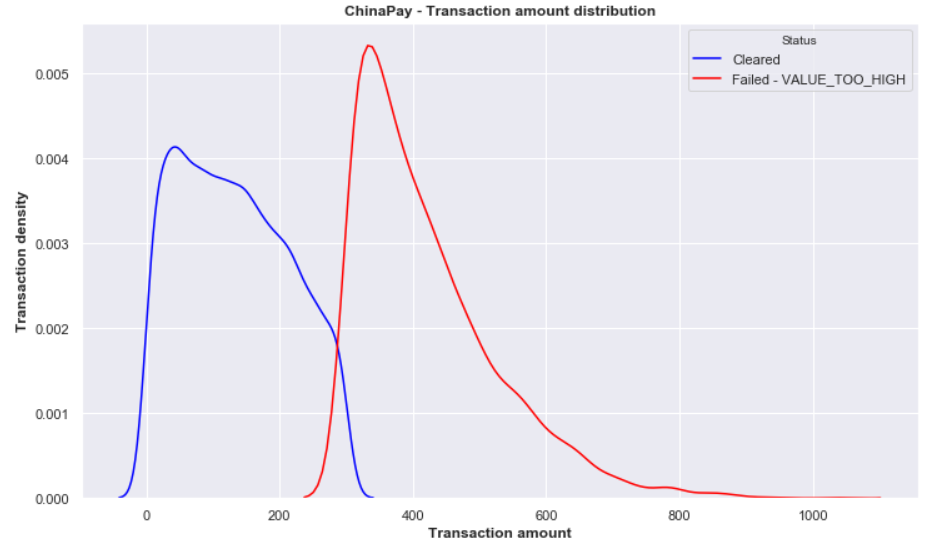 ChinaPay - Transaction amount distribution
Status
Cleared
Failed - VALUE_TOO_HIGH
Transaction density
0.005
0.004
0.003
0.002
0.001
0.000
0 200 400 600 800 1000
Transaction amount